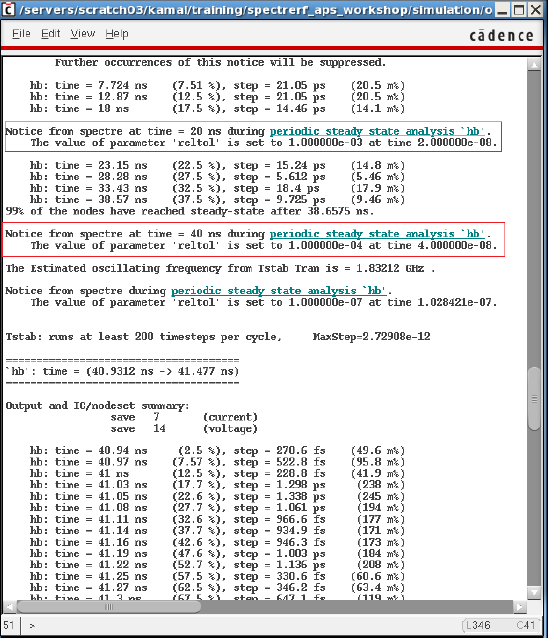 /servers/scratch03/kamal/training/spectrerf_aps_workshop/simulation/o
File Edit View Help cādence
Further occurrences of this notice will be suppressed.
hb: time = 7.724 ns (7.51 %), step = 21.05 ps (20.5 m%)
hb: time = 12.87 ns (12.5 %), step = 21.05 ps (20.5 m%)
hb: time = 18 ns (17.5 %), step = 14.46 ps (14.1 m%)
Notice from spectre at time = 20 ns during periodic steady state analysis `hb'.
The value of parameter 'reltol' is set to 1.000000e-03 at time 2.000000e-08.
hb: time = 23.15 ns (22.5 %), step = 15.24 ps (14.8 m%)
hb: time = 28.28 ns (27.5 %), step = 5.612 ps (5.46 m%)
hb: time = 33.43 ns (32.5 %), step = 18.4 ps (17.9 m%)
hb: time = 38.57 ns (37.5 %), step = 9.725 ps (9.46 m%)
99% of the nodes have reached steady-state after 38.6575 ns.
Notice from spectre at time = 40 ns during periodic steady state analysis `hb'.
The value of parameter 'reltol' is set to 1.000000e-04 at time 4.000000e-08.
The Estimated oscillating frequency from Tstab Tran is = 1.83212 GHz .
Notice from spectre during periodic steady state analysis `hb'.
The value of parameter 'reltol' is set to 1.000000e-07 at time 1.028421e-07.
Tstab: runs at least 200 timesteps per cycle, MaxStep=2.72908e-12
======================================
`hb': time = (40.9312 ns -> 41.477 ns)
======================================
Output and IC/nodeset summary:
save 7 (current)
save 14 (voltage)
hb: time = 40.94 ns (2.5 %), step = 270.6 fs (49.6 m%)
hb: time = 40.97 ns (7.57 %), step = 522.8 fs (95.8 m%)
hb: time = 41 ns (12.5 %), step = 228.8 fs (41.9 m%)
hb: time = 41.03 ns (17.7 %), step = 1.298 ps (238 m%)
hb: time = 41.05 ns (22.6 %), step = 1.338 ps (245 m%)
hb: time = 41.08 ns (27.7 %), step = 1.061 ps (194 m%)
hb: time = 41.11 ns (32.6 %), step = 966.6 fs (177 m%)
hb: time = 41.14 ns (37.7 %), step = 934.9 fs (171 m%)
hb: time = 41.16 ns (42.6 %), step = 946.3 fs (173 m%)
hb: time = 41.19 ns (47.6 %), step = 1.003 ps (184 m%)
hb: time = 41.22 ns (52.7 %), step = 1.136 ps (208 m%)
hb: time = 41.25 ns (57.5 %), step = 330.6 fs (60.6 m%)
hb: time = 41.27 ns (62.5 %), step = 346.2 fs (63.4 m%)
hb: time = 41.3 ns (67.5 %), step = 647.1 fs (119 m%)
51 > L346 C41